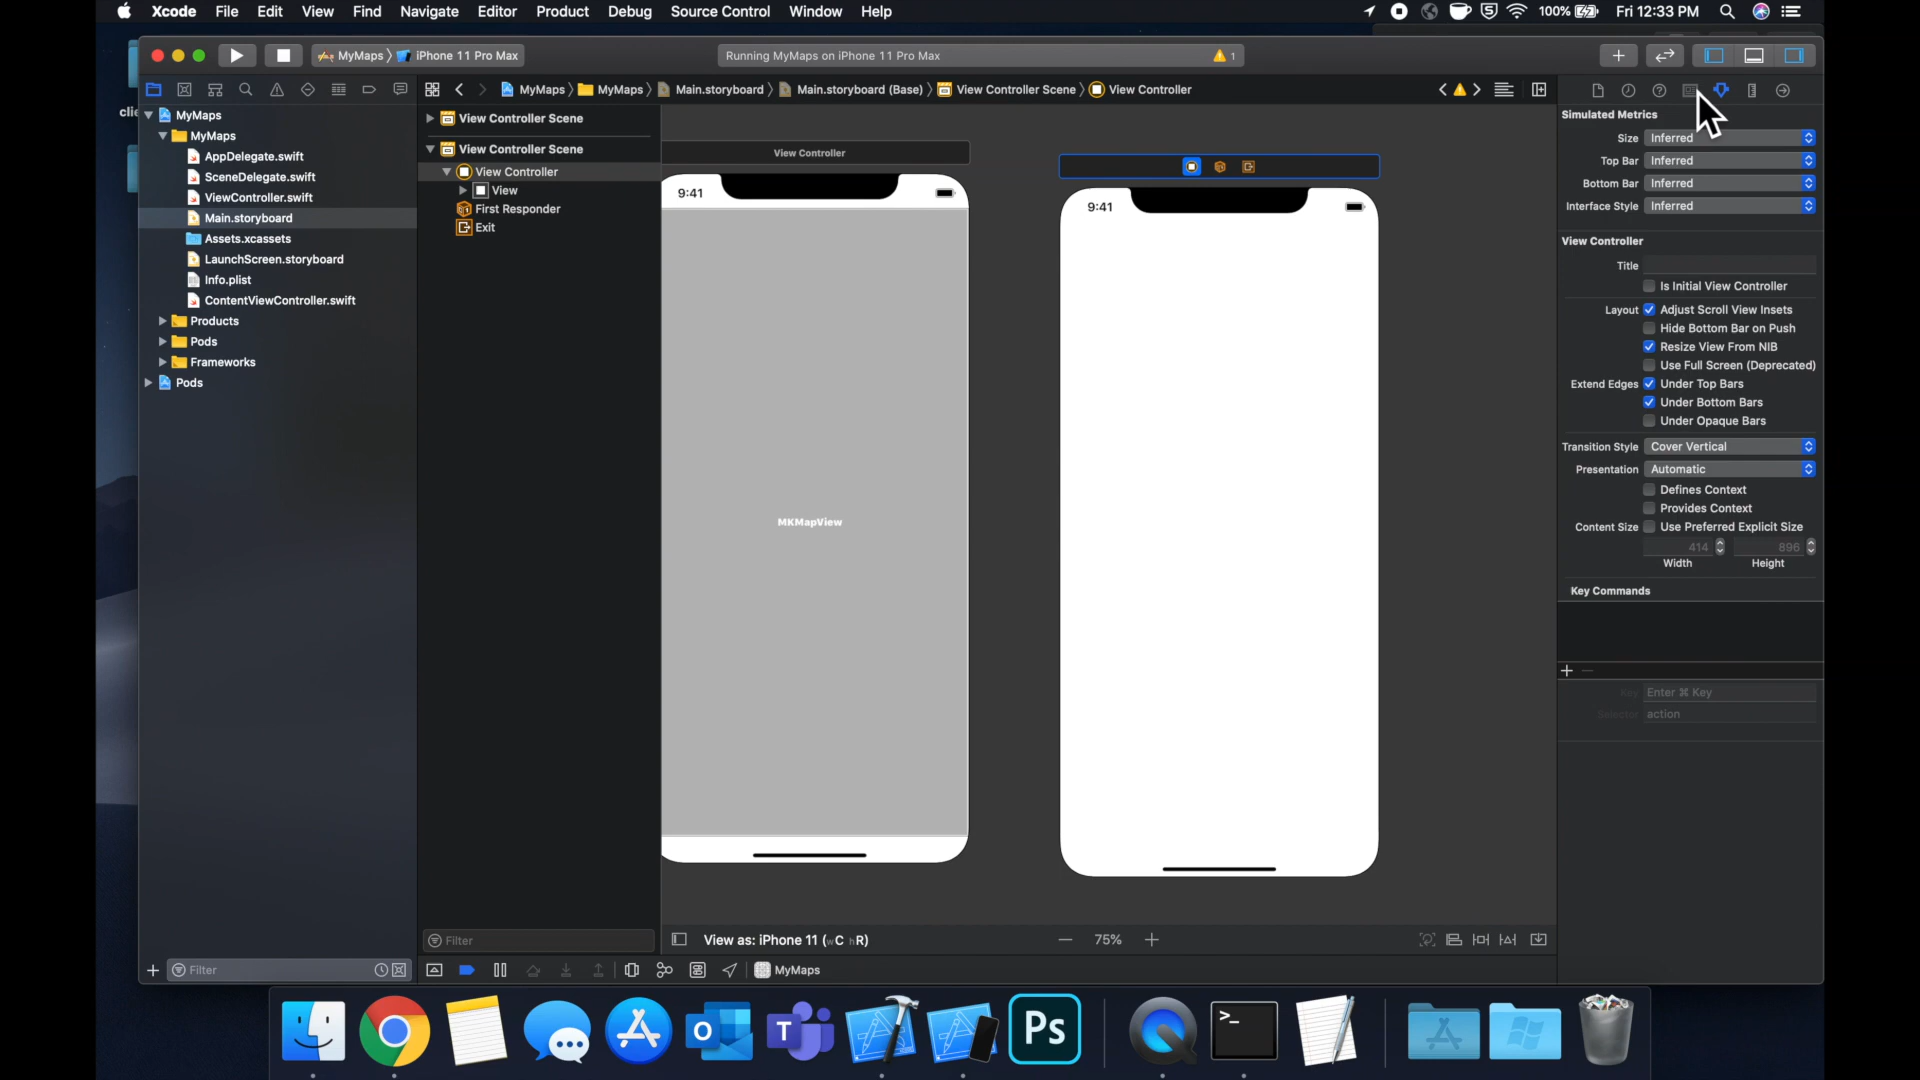 Xcode File Edit View Find Navigate Editor Product Debug Source Control Window Help 100% Fri 12:33 PM
MyMaps iPhone 11 Pro Max Running MyMaps on iPhone 11 Pro Max 1
MyMaps MyMaps Main.storyboard Main.storyboard (Base) View Controller Scene View Controller
clie
MyMaps
MyMaps
AppDelegate.swift
SceneDelegate.swift
ViewController.swift
Main.storyboard
Assets.xcassets
LaunchScreen.storyboard
Info.plist
ContentViewController.swift
Products
Pods
Frameworks
Pods
Filter
View Controller Scene
View Controller Scene
View Controller
View
First Responder
Exit
Filter
View Controller
9:41
MKMapView
9:41
View as: iPhone 11 (wC hR)
75%
MyMaps
Simulated Metrics
Size Inferred
Top Bar Inferred
Bottom Bar Inferred
Interface Style Inferred
View Controller
Title
Is Initial View Controller
Layout Adjust Scroll View Insets
Hide Bottom Bar on Push
Resize View From NIB
Use Full Screen (Deprecated)
Extend Edges Under Top Bars
Under Bottom Bars
Under Opaque Bars
Transition Style Cover Vertical
Presentation Automatic
Defines Context
Provides Context
Content Size Use Preferred Explicit Size
414 896
Width Height
Key Commands
Key Enter ⌘ Key
Selector action
Ps